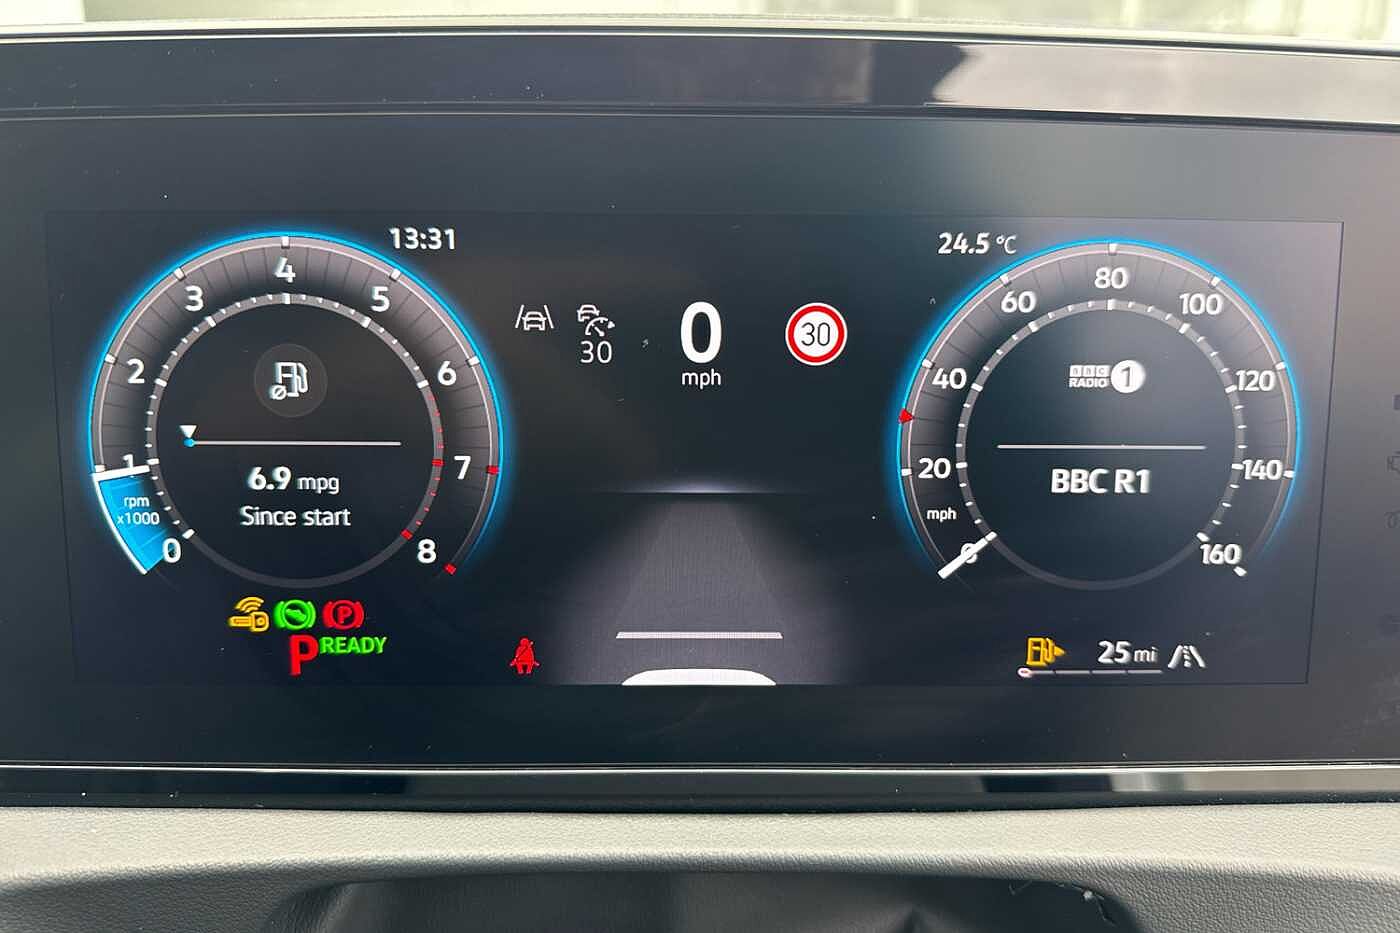 13:31
24.5 °C
0
1
2
3
4
5
6
7
8
rpm
x1000
6.9 mpg
Since start
30
0
mph
30
0
20
40
60
80
100
120
140
160
mph
BBC
RADIO 1
BBC R1
P
P READY
25 mi